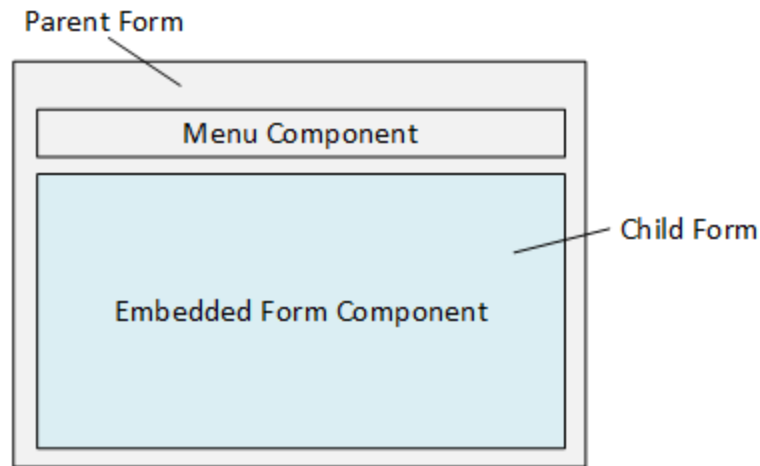 Parent Form
Menu Component
Child Form
Embedded Form Component